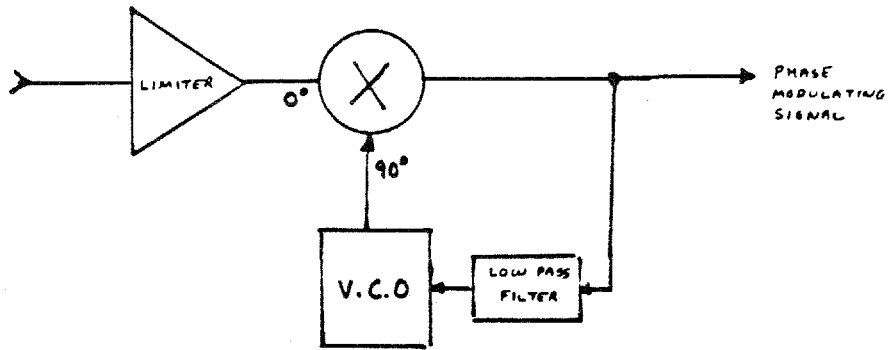 LIMITER
0°
PHASE
MODULATING
SIGNAL
90°
V.C.O
LOW PASS
FILTER